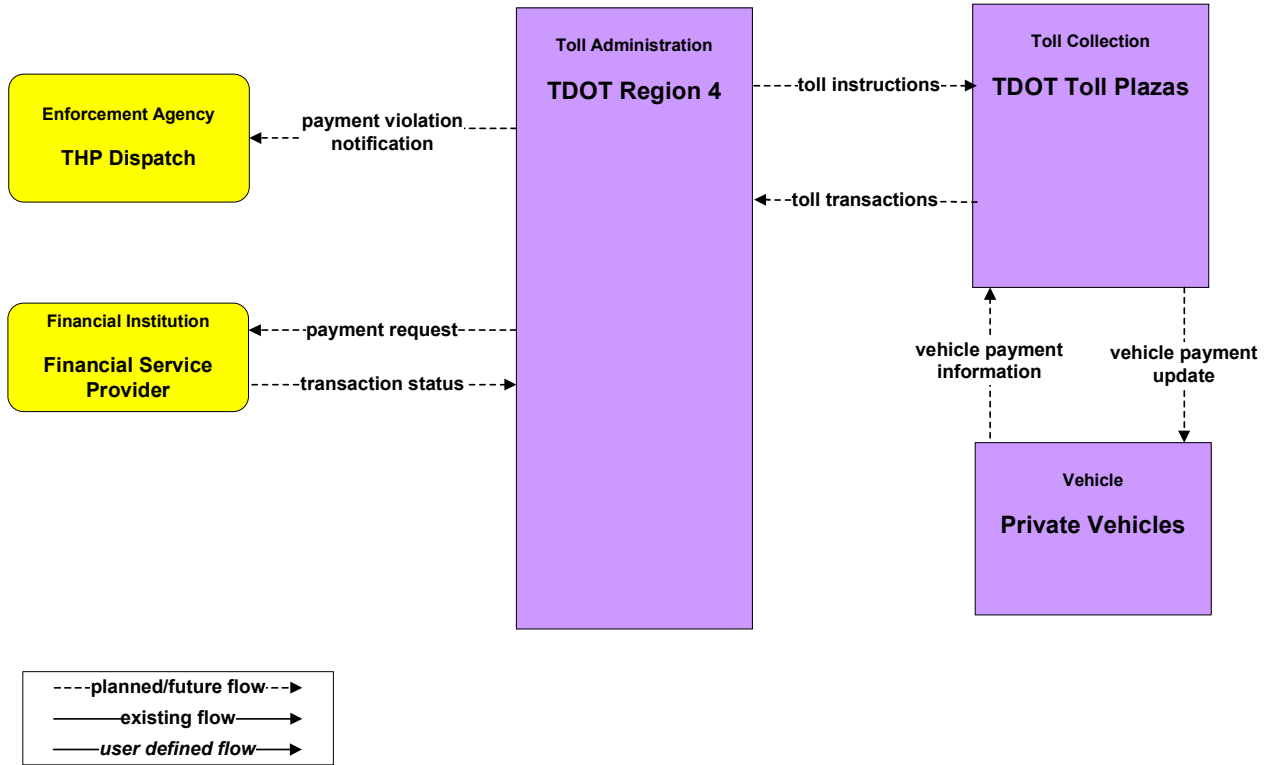 Toll Administration
TDOT Region 4
Toll Collection
TDOT Toll Plazas
Enforcement Agency
THP Dispatch
payment violation
notification
toll instructions
toll transactions
Financial Institution
Financial Service
Provider
payment request
transaction status
vehicle payment
information
vehicle payment
update
Vehicle
Private Vehicles
planned/future flow
existing flow
user defined flow